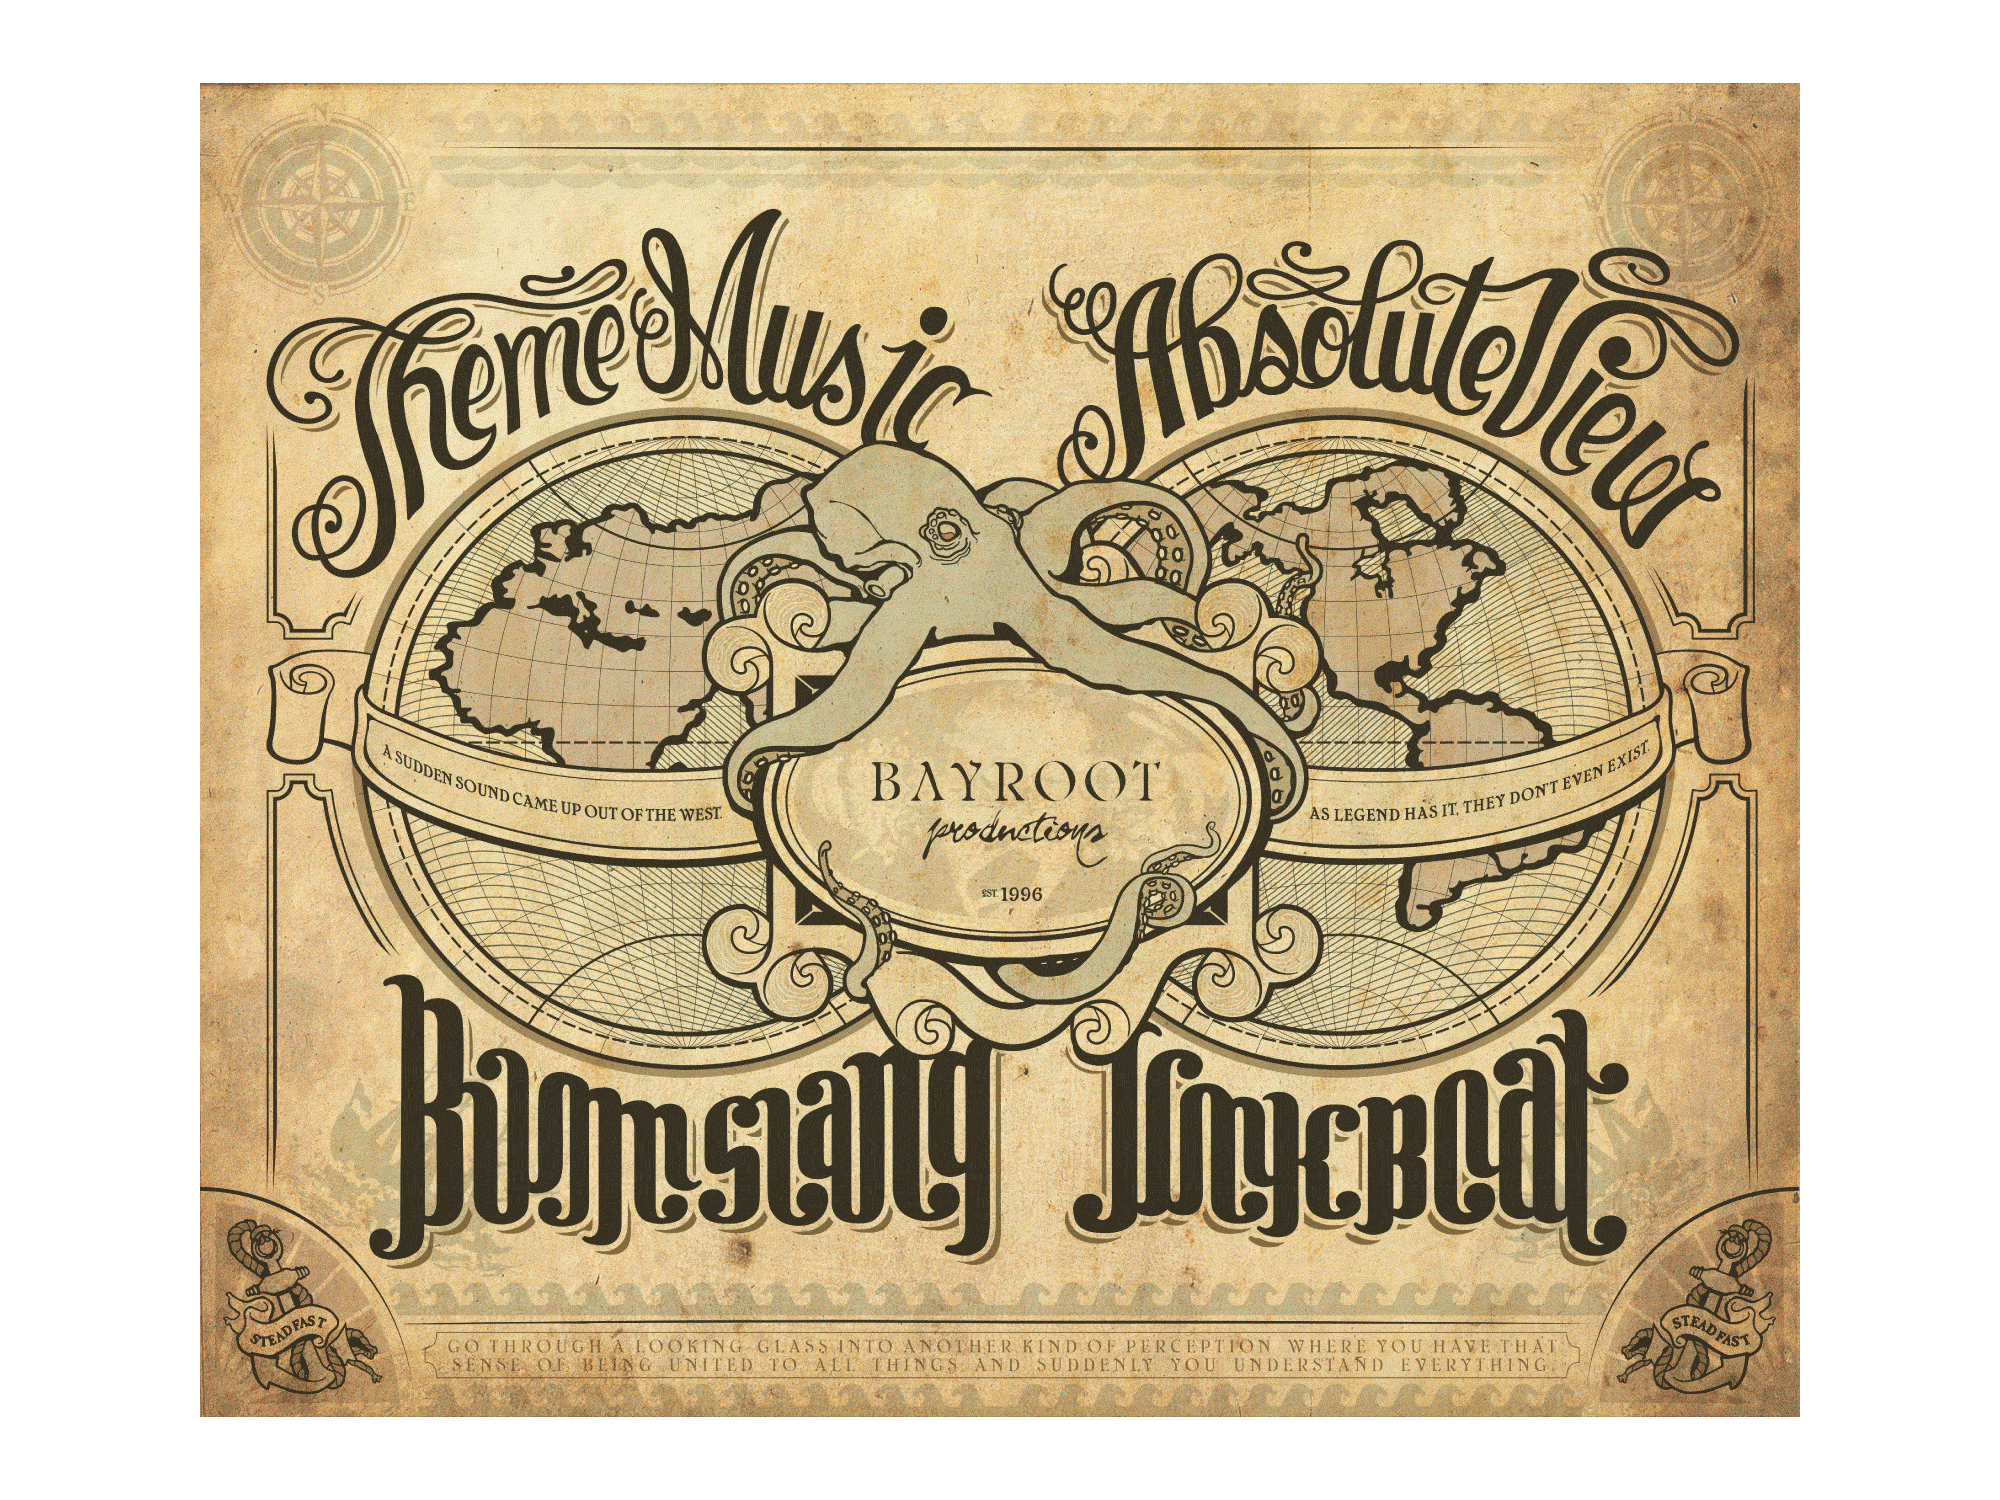 N
N
W
E
W
S
Theme Music
Absolute View
A SUDDEN SOUND CAME UP OUT OF THE WEST.
AS LEGEND HAS IT, THEY DON'T EVEN EXIST.
BAYROOT
productions
EST. 1996
Boomslang
STEADFAST
STEADFAST
GO THROUGH A LOOKING GLASS INTO ANOTHER KIND OF PERCEPTION WHERE YOU HAVE THAT
SENSE OF BEING UNITED TO ALL THINGS AND SUDDENLY YOU UNDERSTAND EVERYTHING.